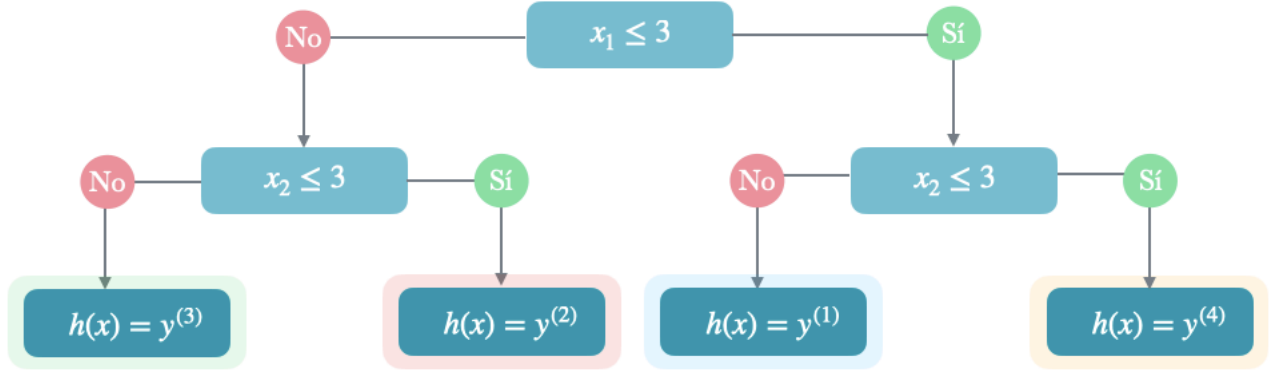 No
x₁ ≤ 3
Sí
No
x₂ ≤ 3
Sí
No
x₂ ≤ 3
Sí
h(x) = y⁽³⁾
h(x) = y⁽²⁾
h(x) = y⁽¹⁾
h(x) = y⁽⁴⁾